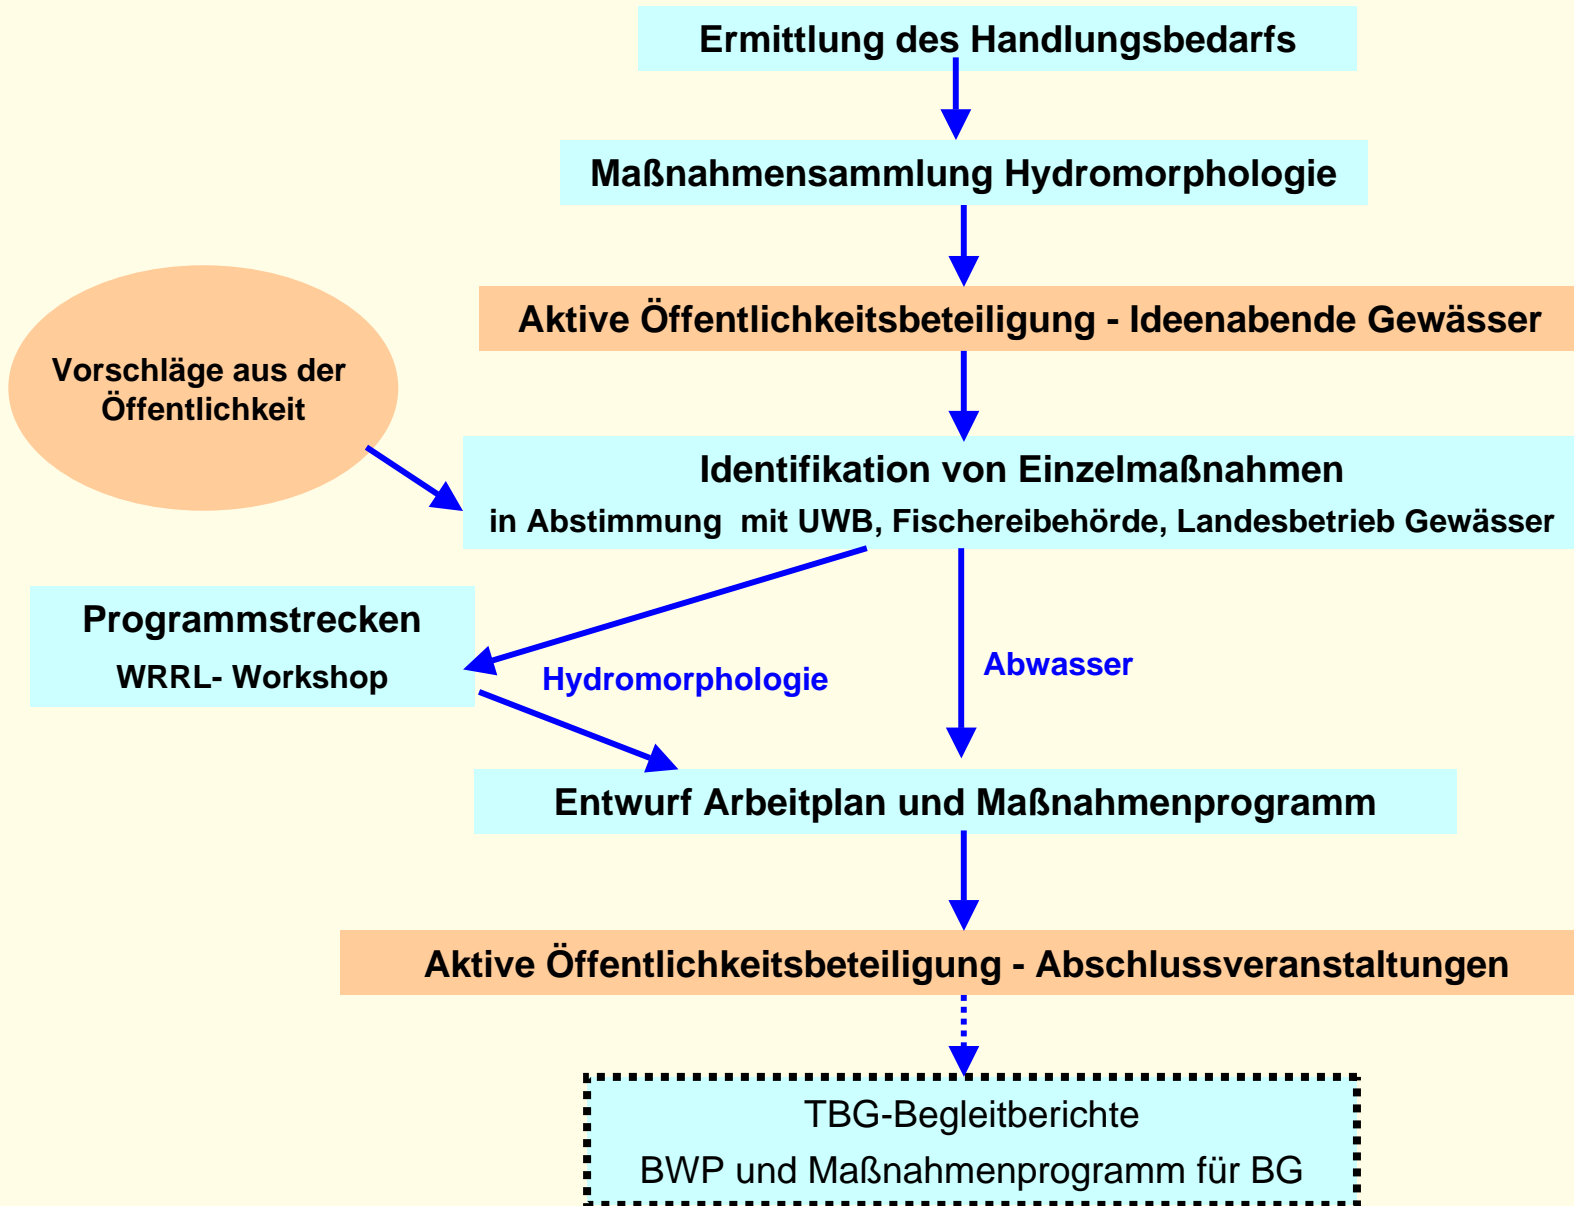 Ermittlung des Handlungsbedarfs
Maßnahmensammlung Hydromorphologie
Aktive Öffentlichkeitsbeteiligung - Ideenabende Gewässer
Vorschläge aus der
Öffentlichkeit
Identifikation von Einzelmaßnahmen
in Abstimmung mit UWB, Fischereibehörde, Landesbetrieb Gewässer
Programmstrecken
WRRL- Workshop
Hydromorphologie
Abwasser
Entwurf Arbeitplan und Maßnahmenprogramm
Aktive Öffentlichkeitsbeteiligung - Abschlussveranstaltungen
TBG-Begleitberichte
BWP und Maßnahmenprogramm für BG